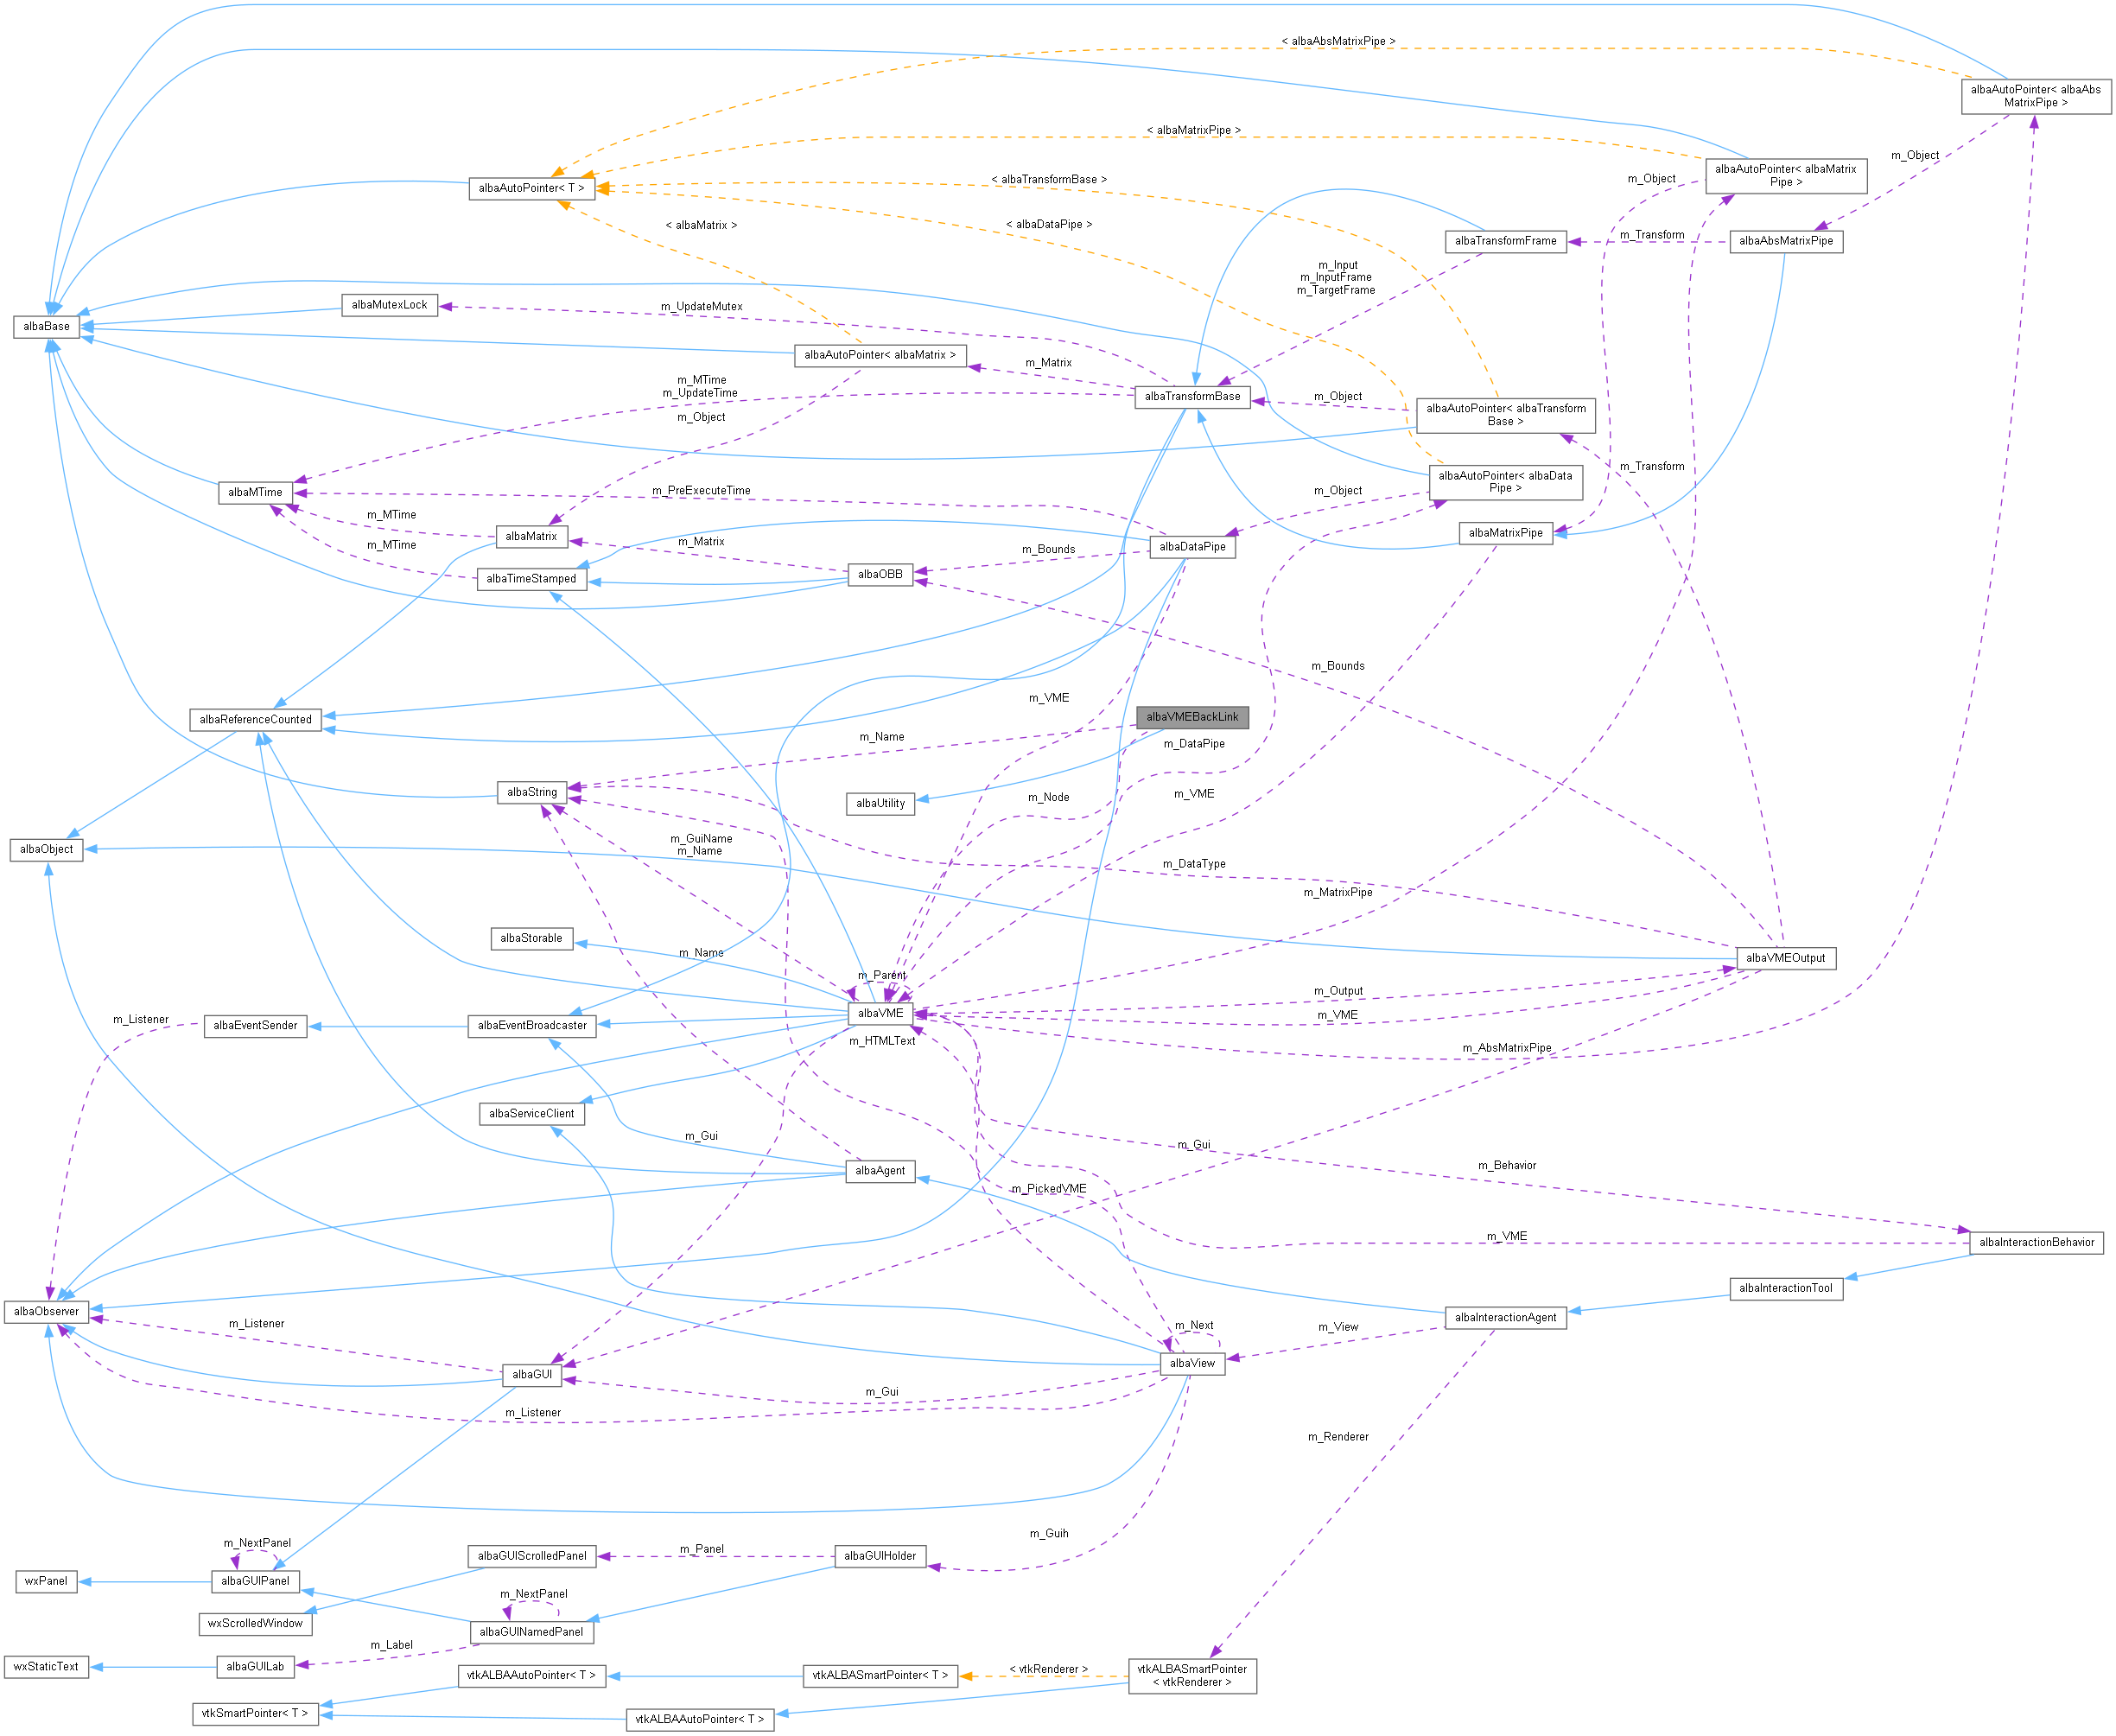 < albaAbsMatrixPipe >
albaAutoPointer< albaAbs
MatrixPipe >
< albaMatrixPipe >
m_Object
albaAutoPointer< albaMatrix
Pipe >
< albaTransformBase >
m_Object
albaAutoPointer< T >
< albaMatrix >
< albaDataPipe >
m_Transform
albaTransformFrame
albaAbsMatrixPipe
m_Input
m_InputFrame
m_TargetFrame
albaMutexLock
m_UpdateMutex
albaBase
albaAutoPointer< albaMatrix >
m_Matrix
m_MTime
m_UpdateTime
albaTransformBase
m_Object
albaAutoPointer< albaTransform
Base >
m_Object
m_Transform
albaAutoPointer< albaData
Pipe >
albaMTime
m_PreExecuteTime
m_Object
m_MTime
albaMatrix
albaMatrixPipe
m_MTime
m_Matrix
m_Bounds
albaDataPipe
albaTimeStamped
albaOBB
m_Bounds
m_VME
albaReferenceCounted
albaVMEBackLink
m_Name
m_DataPipe
albaString
albaUtility
m_Node
m_VME
albaObject
m_GuiName
m_Name
m_DataType
m_MatrixPipe
albaStorable
m_Name
albaVMEOutput
m_Parent
m_Output
albaVME
m_VME
m_Listener
albaEventSender
albaEventBroadcaster
m_HTMLText
m_AbsMatrixPipe
albaServiceClient
m_Gui
m_Gui
m_Behavior
albaAgent
m_PickedVME
m_VME
albaInteractionBehavior
albaInteractionTool
albaObserver
m_Listener
m_Next
m_View
albaInteractionAgent
albaGUI
albaView
m_Gui
m_Listener
m_Renderer
m_Guih
m_NextPanel
m_Panel
albaGUIScrolledPanel
albaGUIHolder
wxPanel
albaGUIPanel
m_NextPanel
wxScrolledWindow
albaGUINamedPanel
m_Label
wxStaticText
albaGUILab
vtkALBAAutoPointer< T >
vtkALBASmartPointer< T >
< vtkRenderer >
vtkALBASmartPointer
< vtkRenderer >
vtkSmartPointer< T >
vtkALBAAutoPointer< T >